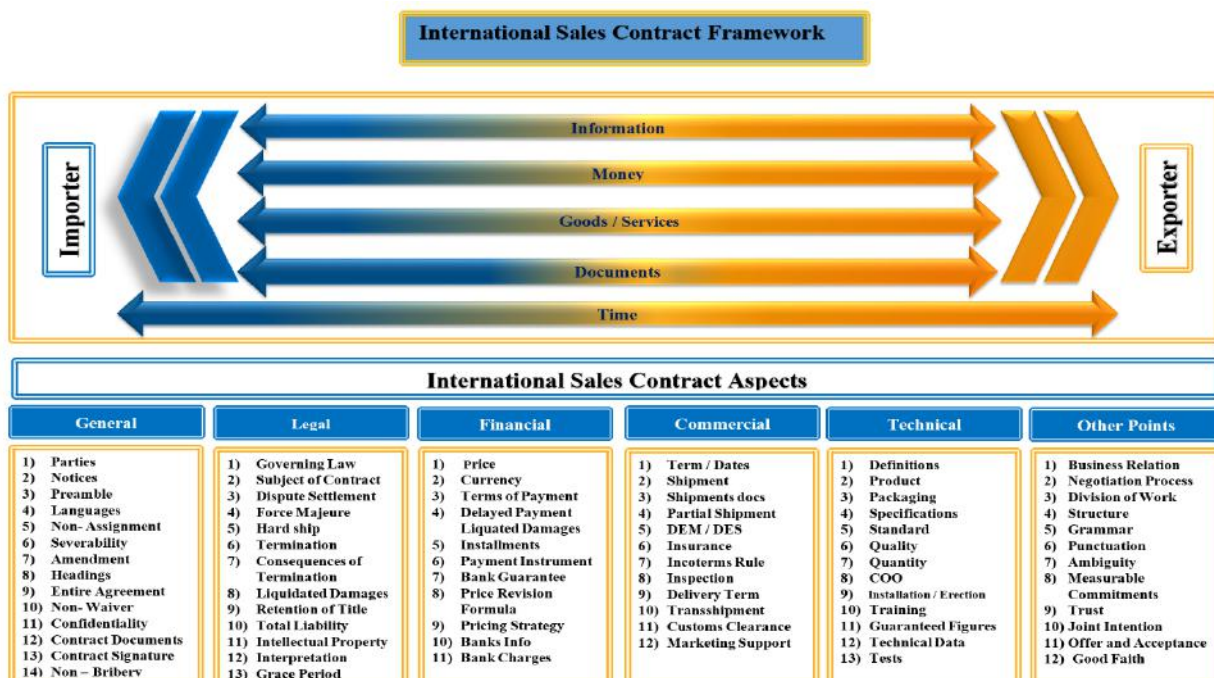 International Sales Contract Framework
Importer
Information
Money
Goods / Services
Documents
Time
Exporter
International Sales Contract Aspects
General
1) Parties
2) Notices
3) Preamble
4) Languages
5) Non- Assignment
6) Severability
7) Amendment
8) Headings
9) Entire Agreement
10) Non- Waiver
11) Confidentiality
12) Contract Documents
13) Contract Signature
14) Non – Bribery
Legal
1) Governing Law
2) Subject of Contract
3) Dispute Settlement
4) Force Majeure
5) Hard ship
6) Termination
7) Consequences of
Termination
8) Liquidated Damages
9) Retention of Title
10) Total Liability
11) Intellectual Property
12) Interpretation
13) Grace Period
Financial
1) Price
2) Currency
3) Terms of Payment
4) Delayed Payment
Liquated Damages
5) Installments
6) Payment Instrument
7) Bank Guarantee
8) Price Revision
Formula
9) Pricing Strategy
10) Banks Info
11) Bank Charges
Commercial
1) Term / Dates
2) Shipment
3) Shipments docs
4) Partial Shipment
5) DEM / DES
6) Insurance
7) Incoterms Rule
8) Inspection
9) Delivery Term
10) Transshipment
11) Customs Clearance
12) Marketing Support
Technical
1) Definitions
2) Product
3) Packaging
4) Specifications
5) Standard
6) Quality
7) Quantity
8) COO
9) Installation / Erection
10) Training
11) Guaranteed Figures
12) Technical Data
13) Tests
Other Points
1) Business Relation
2) Negotiation Process
3) Division of Work
4) Structure
5) Grammar
6) Punctuation
7) Ambiguity
8) Measurable
Commitments
9) Trust
10) Joint Intention
11) Offer and Acceptance
12) Good Faith